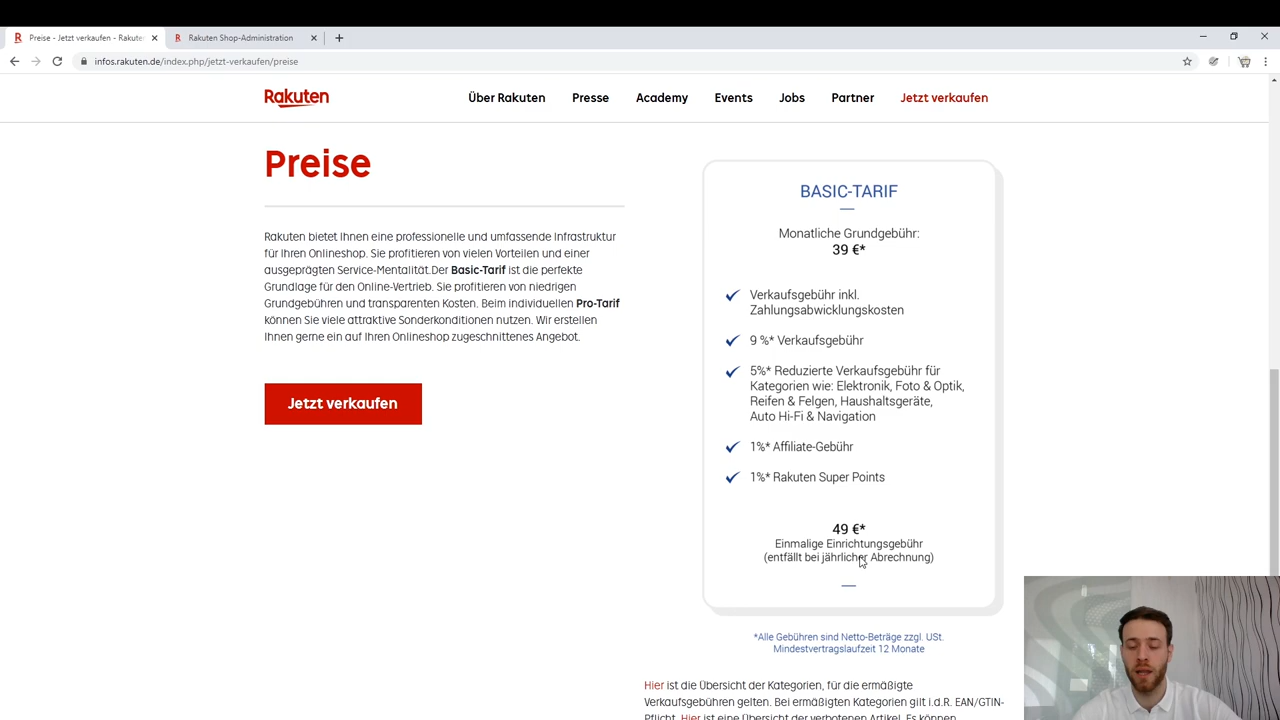 Preise - Jetzt verkaufen - Rakuten
Rakuten Shop-Administration
infos.rakuten.de/index.php/jetzt-verkaufen/preise
Rakuten
Über Rakuten
Presse
Academy
Events
Jobs
Partner
Jetzt verkaufen
Preise
Rakuten bietet Ihnen eine professionelle und umfassende Infrastruktur
für Ihren Onlineshop. Sie profitieren von vielen Vorteilen und einer
ausgeprägten Service-Mentalität.Der Basic-Tarif ist die perfekte
Grundlage für den Online-Vertrieb. Sie profitieren von niedrigen
Grundgebühren und transparenten Kosten. Beim individuellen Pro-Tarif
können Sie viele attraktive Sonderkonditionen nutzen. Wir erstellen
Ihnen gerne ein auf Ihren Onlineshop zugeschnittenes Angebot.
Jetzt verkaufen
BASIC-TARIF
Monatliche Grundgebühr:
39 €*
Verkaufsgebühr inkl.
Zahlungsabwicklungskosten
9 %* Verkaufsgebühr
5%* Reduzierte Verkaufsgebühr für
Kategorien wie: Elektronik, Foto & Optik,
Reifen & Felgen, Haushaltsgeräte,
Auto Hi-Fi & Navigation
1%* Affiliate-Gebühr
1%* Rakuten Super Points
49 €*
Einmalige Einrichtungsgebühr
(entfällt bei jährlicher Abrechnung)
*Alle Gebühren sind Netto-Beträge zzgl. USt.
Mindestvertragslaufzeit 12 Monate
Hier ist die Übersicht der Kategorien, für die ermäßigte
Verkaufsgebühren gelten. Bei ermäßigten Kategorien gilt i.d.R. EAN/GTIN-
Pflicht. Hier ist eine Übersicht der verbotenen Artikel. Es können